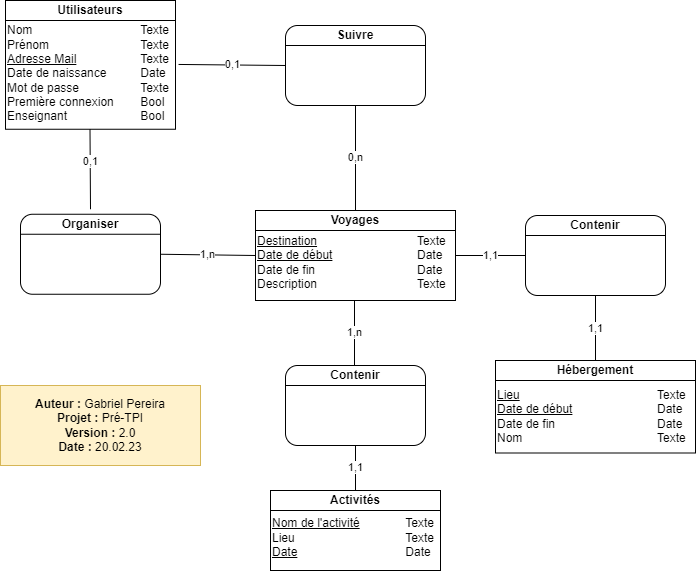 Utilisateurs
Nom Texte
Prénom Texte
Adresse Mail Texte
Date de naissance Date
Mot de passe Texte
Première connexion Bool
Enseignant Bool
Suivre
0,1
0,1
0,n
Organiser
1,n
Voyages
Destination Texte
Date de début Date
Date de fin Date
Description Texte
1,1
Contenir
1,1
1,n
Contenir
Hébergement
Lieu Texte
Date de début Date
Date de fin Date
Nom Texte
Auteur : Gabriel Pereira
Projet : Pré-TPI
Version : 2.0
Date : 20.02.23
1,1
Activités
Nom de l'activité Texte
Lieu Texte
Date Date